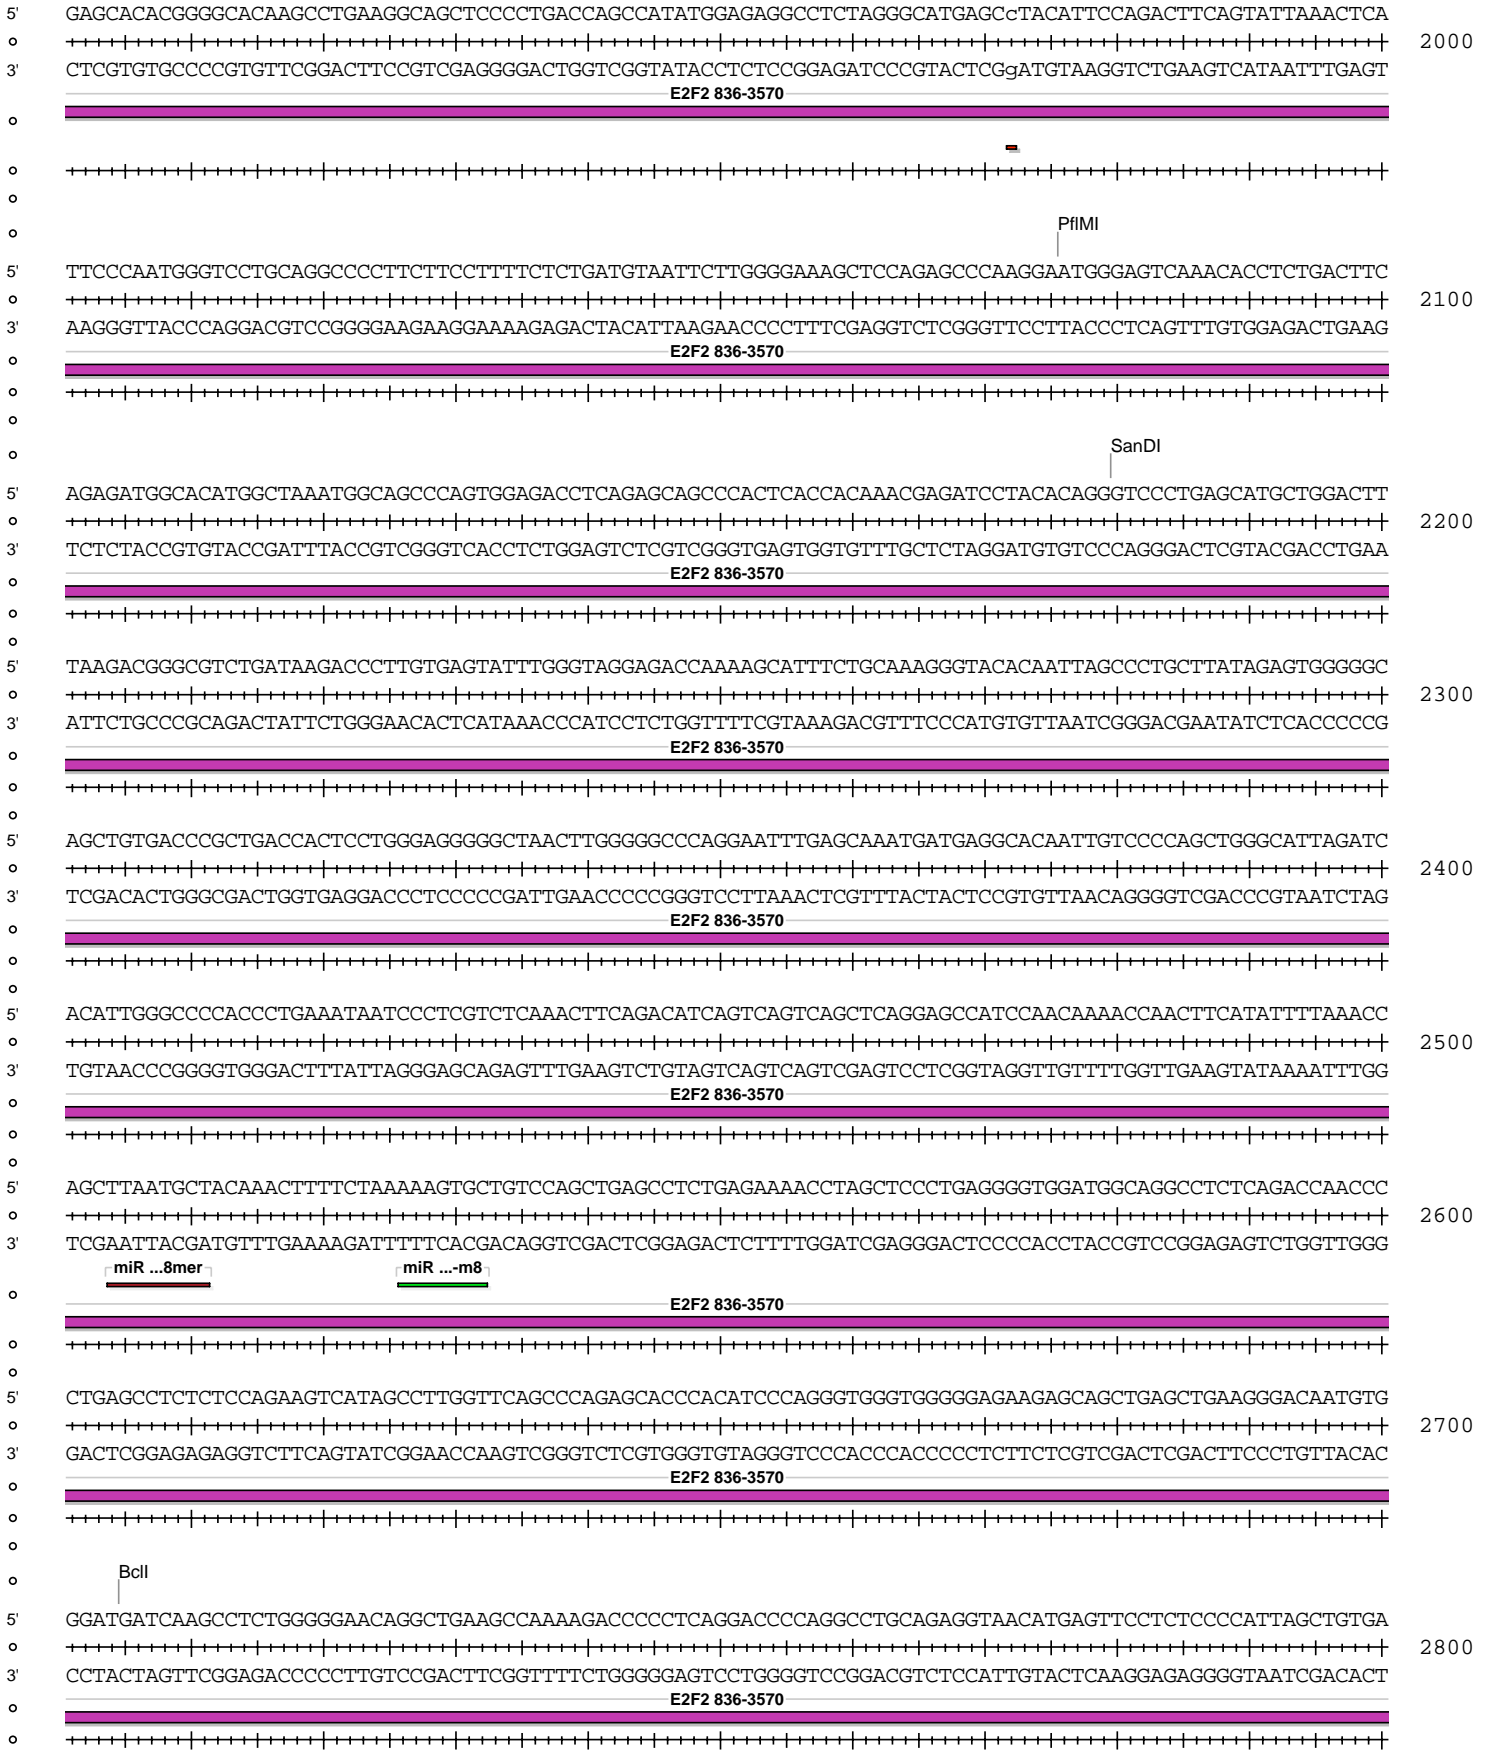 5' GAGCACACGGGGCACAAGCCTGAAGGCAGCTCCCCTGACCAGCCATATGGAGAGGCCTCTAGGGCATGAGCcTACATTCCAGACTTCAGTATTAAACTCA
2000
3' CTCGTGTGCCCCGTGTTCGGACTTCCGTCGAGGGGACTGGTCGGTATACCTCTCCGGAGATCCCGTACTCGgATGTAAGGTCTGAAGTCATAATTTGAGT
E2F2 836-3570
PflMI
5' TTCCCAATGGGTCCTGCAGGCCCCTTCTTCCTTTTCTCTGATGTAATTCTTGGGGAAAGCTCCAGAGCCCAAGGAATGGGAGTCAAACACCTCTGACTTC
2100
3' AAGGGTTACCCAGGACGTCCGGGGAAGAAGGAAAAGAGACTACATTAAGAACCCCTTTCGAGGTCTCGGGTTCCTTACCCTCAGTTTGTGGAGACTGAAG
E2F2 836-3570
SanDI
5' AGAGATGGCACATGGCTAAATGGCAGCCCAGTGGAGACCTCAGAGCAGCCCACTCACCACAAACGAGATCCTACACAGGGTCCCTGAGCATGCTGGACTT
2200
3' TCTCTACCGTGTACCGATTTACCGTCGGGTCACCTCTGGAGTCTCGTCGGGTGAGTGGTGTTTGCTCTAGGATGTGTCCCAGGGACTCGTACGACCTGAA
E2F2 836-3570
5' TAAGACGGGCGTCTGATAAGACCCTTGTGAGTATTTGGGTAGGAGACCAAAAGCATTTCTGCAAAGGGTACACAATTAGCCCTGCTTATAGAGTGGGGGC
2300
3' ATTCTGCCCGCAGACTATTCTGGGAACACTCATAAACCCATCCTCTGGTTTTCGTAAAGACGTTTCCCATGTGTTAATCGGGACGAATATCTCACCCCCG
E2F2 836-3570
5' AGCTGTGACCCGCTGACCACTCCTGGGAGGGGGCTAACTTGGGGGCCCAGGAATTTGAGCAAATGATGAGGCACAATTGTCCCCAGCTGGGCATTAGATC
2400
3' TCGACACTGGGCGACTGGTGAGGACCCTCCCCCGATTGAACCCCCGGGTCCTTAAACTCGTTTACTACTCCGTGTTAACAGGGGTCGACCCGTAATCTAG
E2F2 836-3570
5' ACATTGGGCCCCACCCTGAAATAATCCCTCGTCTCAAACTTCAGACATCAGTCAGTCAGCTCAGGAGCCATCCAACAAAACCAACTTCATATTTTAAACC
2500
3' TGTAACCCGGGGTGGGACTTTATTAGGGAGCAGAGTTTGAAGTCTGTAGTCAGTCAGTCGAGTCCTCGGTAGGTTGTTTTGGTTGAAGTATAAAATTTGG
E2F2 836-3570
5' AGCTTAATGCTACAAACTTTTCTAAAAAGTGCTGTCCAGCTGAGCCTCTGAGAAAACCTAGCTCCCTGAGGGGTGGATGGCAGGCCTCTCAGACCAACCC
2600
3' TCGAATTACGATGTTTGAAAAGATTTTTCACGACAGGTCGACTCGGAGACTCTTTTGGATCGAGGGACTCCCCACCTACCGTCCGGAGAGTCTGGTTGGG
miR ...8mer miR ...-m8
E2F2 836-3570
5' CTGAGCCTCTCTCCAGAAGTCATAGCCTTGGTTCAGCCCAGAGCACCCACATCCCAGGGTGGGTGGGGGAGAAGAGCAGCTGAGCTGAAGGGACAATGTG
2700
3' GACTCGGAGAGAGGTCTTCAGTATCGGAACCAAGTCGGGTCTCGTGGGTGTAGGGTCCCACCCACCCCCTCTTCTCGTCGACTCGACTTCCCTGTTACAC
E2F2 836-3570
BclI
5' GGATGATCAAGCCTCTGGGGGAACAGGCTGAAGCCAAAAGACCCCCTCAGGACCCCAGGCCTGCAGAGGTAACATGAGTTCCTCTCCCCATTAGCTGTGA
2800
3' CCTACTAGTTCGGAGACCCCCTTGTCCGACTTCGGTTTTCTGGGGGAGTCCTGGGGTCCGGACGTCTCCATTGTACTCAAGGAGAGGGGTAATCGACACT
E2F2 836-3570